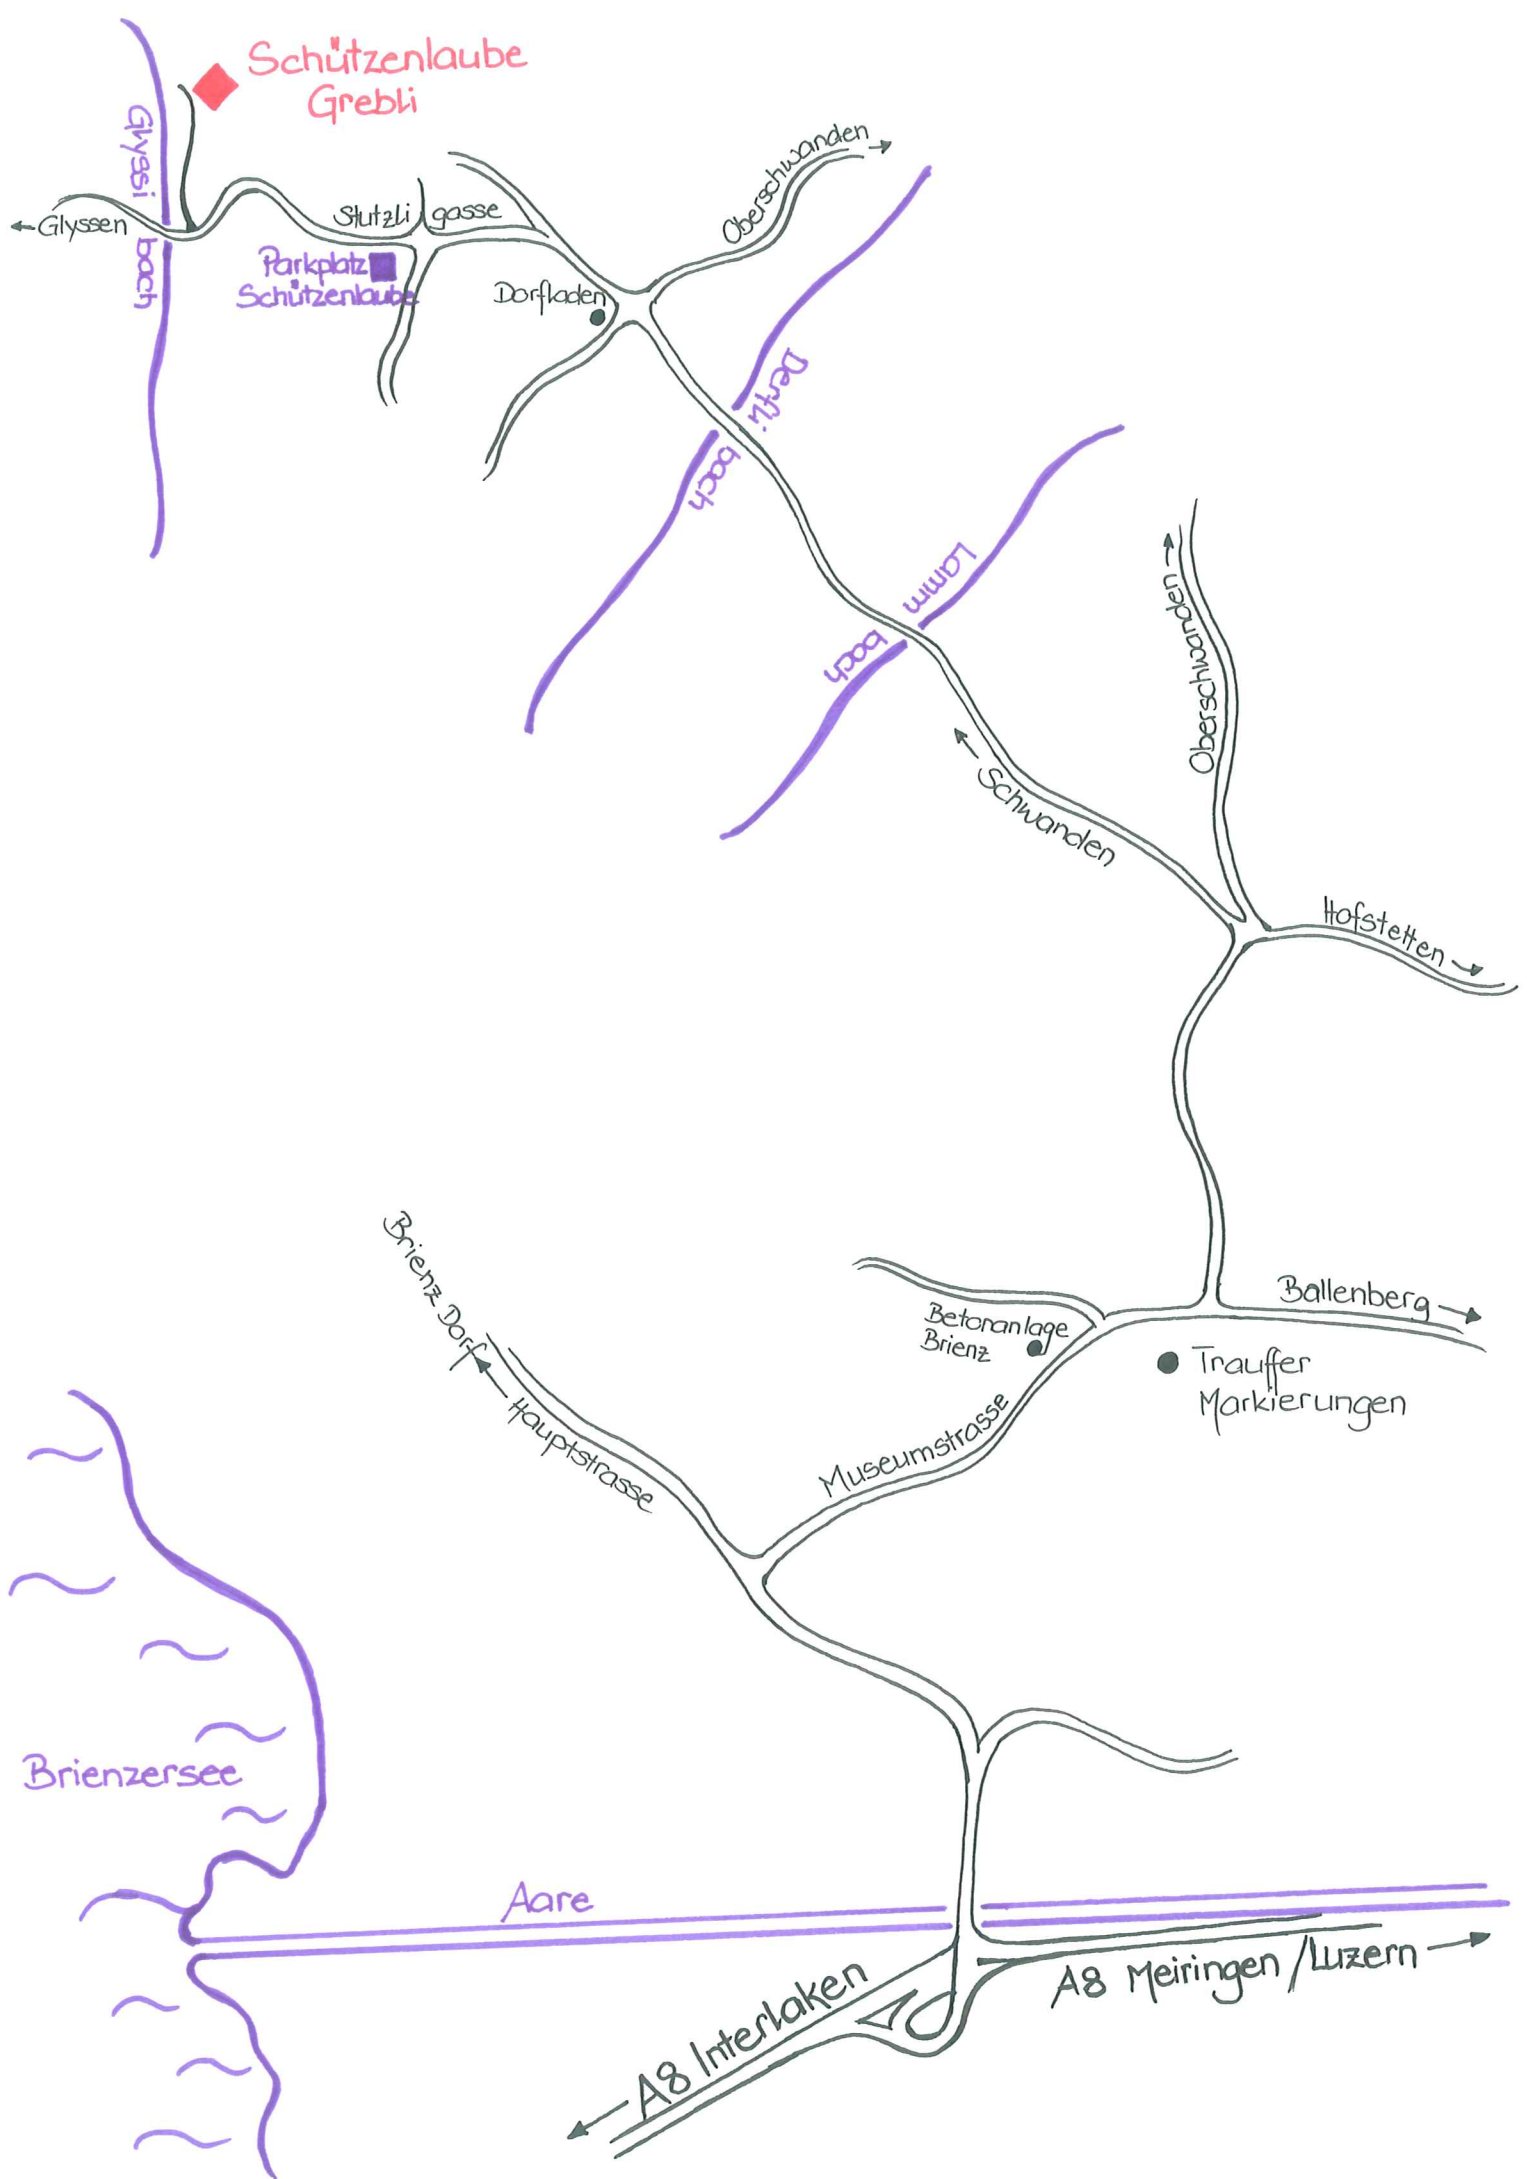 Schützenlaube
Grebli
Glyssi
bach
Glyssen
Stutzli gasse
Parkplatz
Schützenlaube
Dorfladen
Oberschwanden
Derfli
bach
Lamm
bach
Schwanden
Oberschwanden
Hofstetten
Ballenberg
Betonanlage
Brienz
Trauffer
Markierungen
Museumstrasse
Brienz Dorf
Hauptstrasse
Brienzersee
Aare
A8 Interlaken
A8 Meiringen/Luzern